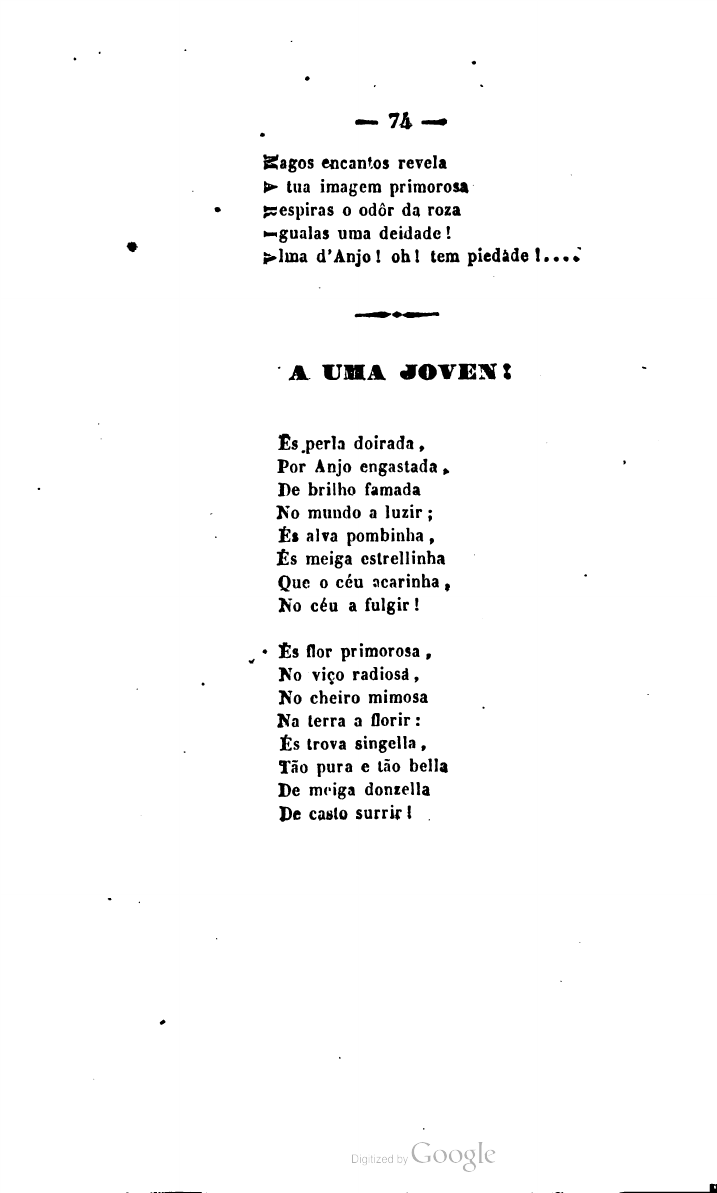 — 74 —
Magos encantos revela
A tua imagem primorosa
Respiras o odôr da roza
Igualas uma deidade !
Alma d'Anjo ! oh ! tem piedade !....
A UMA JOVEN !
És perla doirada ,
Por Anjo engastada ,
De brilho famada
No mundo a luzir ;
És alva pombinha ,
És meiga estrellinha
Que o céu acarinha ,
No céu a fulgir !
És flor primorosa ,
No viço radiosa ,
No cheiro mimosa
Na terra a florir :
És trova singella ,
Tão pura e tão bella
De meiga donzella
De casto surrir !
Digitized by Google